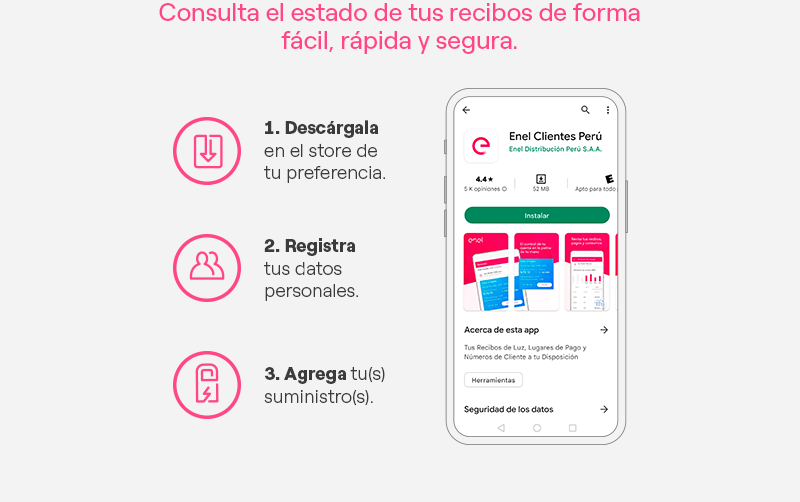 Consulta el estado de tus recibos de forma
fácil, rápida y segura.
1. Descárgala
en el store de
tu preferencia.
2. Registra
tus datos
personales.
3. Agrega tu(s)
suministro(s).
Enel Clientes Perú
Enel Distribución Perú S.A.A.
4.4★
5 K opiniones
52 MB
E
Apto para todo
Instalar
enel
El control de tu
cuenta en la palma
de tu mano
Revisa tus recibos,
pagos y consumos
Acerca de esta app
Tus Recibos de Luz, Lugares de Pago y
Números de Cliente a tu Disposición
Herramientas
Seguridad de los datos